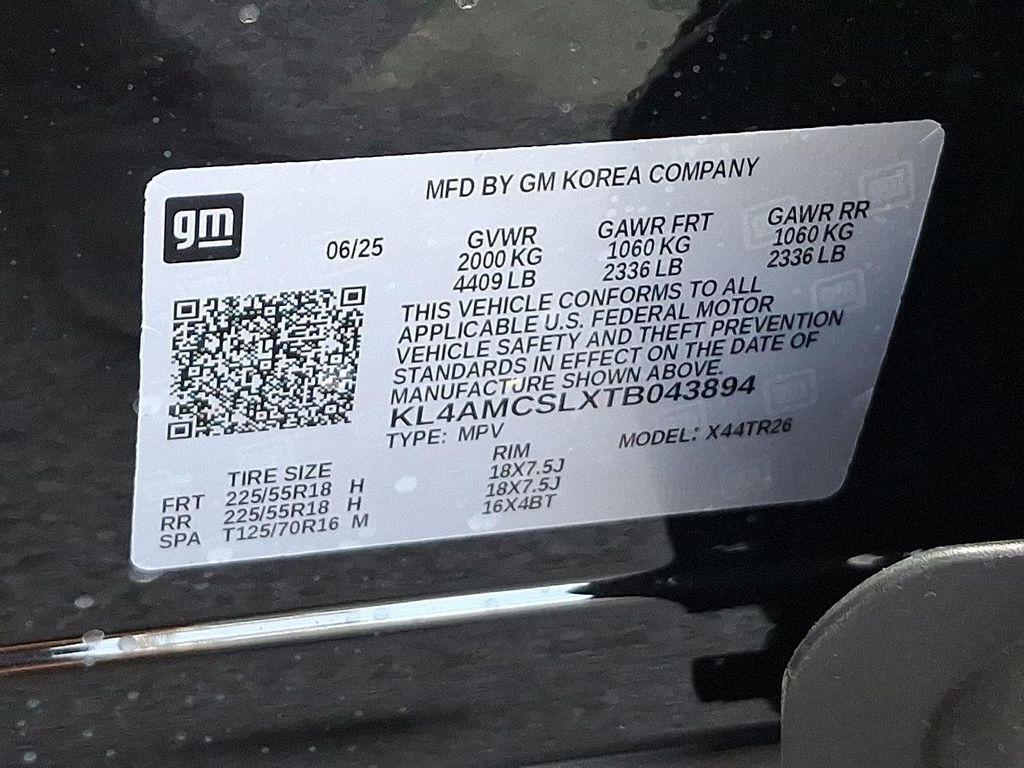 MFD BY GM KOREA COMPANY
gm
06/25
GVWR
2000 KG
4409 LB
GAWR FRT
1060 KG
2336 LB
GAWR RR
1060 KG
2336 LB
THIS VEHICLE CONFORMS TO ALL
APPLICABLE U.S. FEDERAL MOTOR
VEHICLE SAFETY AND THEFT PREVENTION
STANDARDS IN EFFECT ON THE DATE OF
MANUFACTURE SHOWN ABOVE.
KL4AMCSLXTB043894
TYPE: MPV
MODEL: X44TR26
TIRE SIZE
RIM
FRT 225/55R18 H 18X7.5J
RR 225/55R18 H 18X7.5J
SPA T125/70R16 M 16X4BT